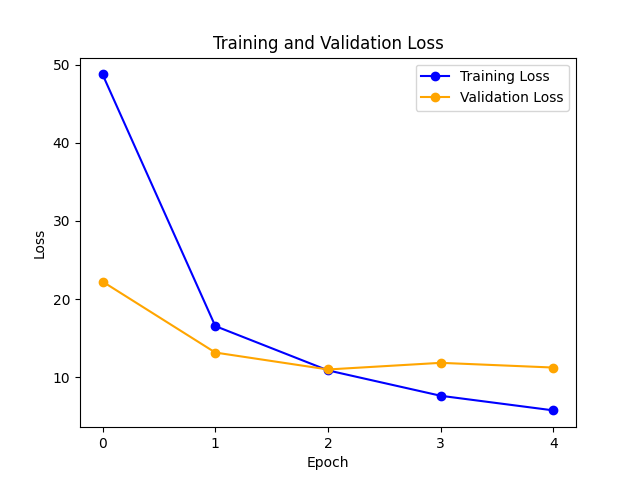 Training and Validation Loss
Training Loss
Validation Loss
50
40
30
20
10
Loss
0 1 2 3 4
Epoch